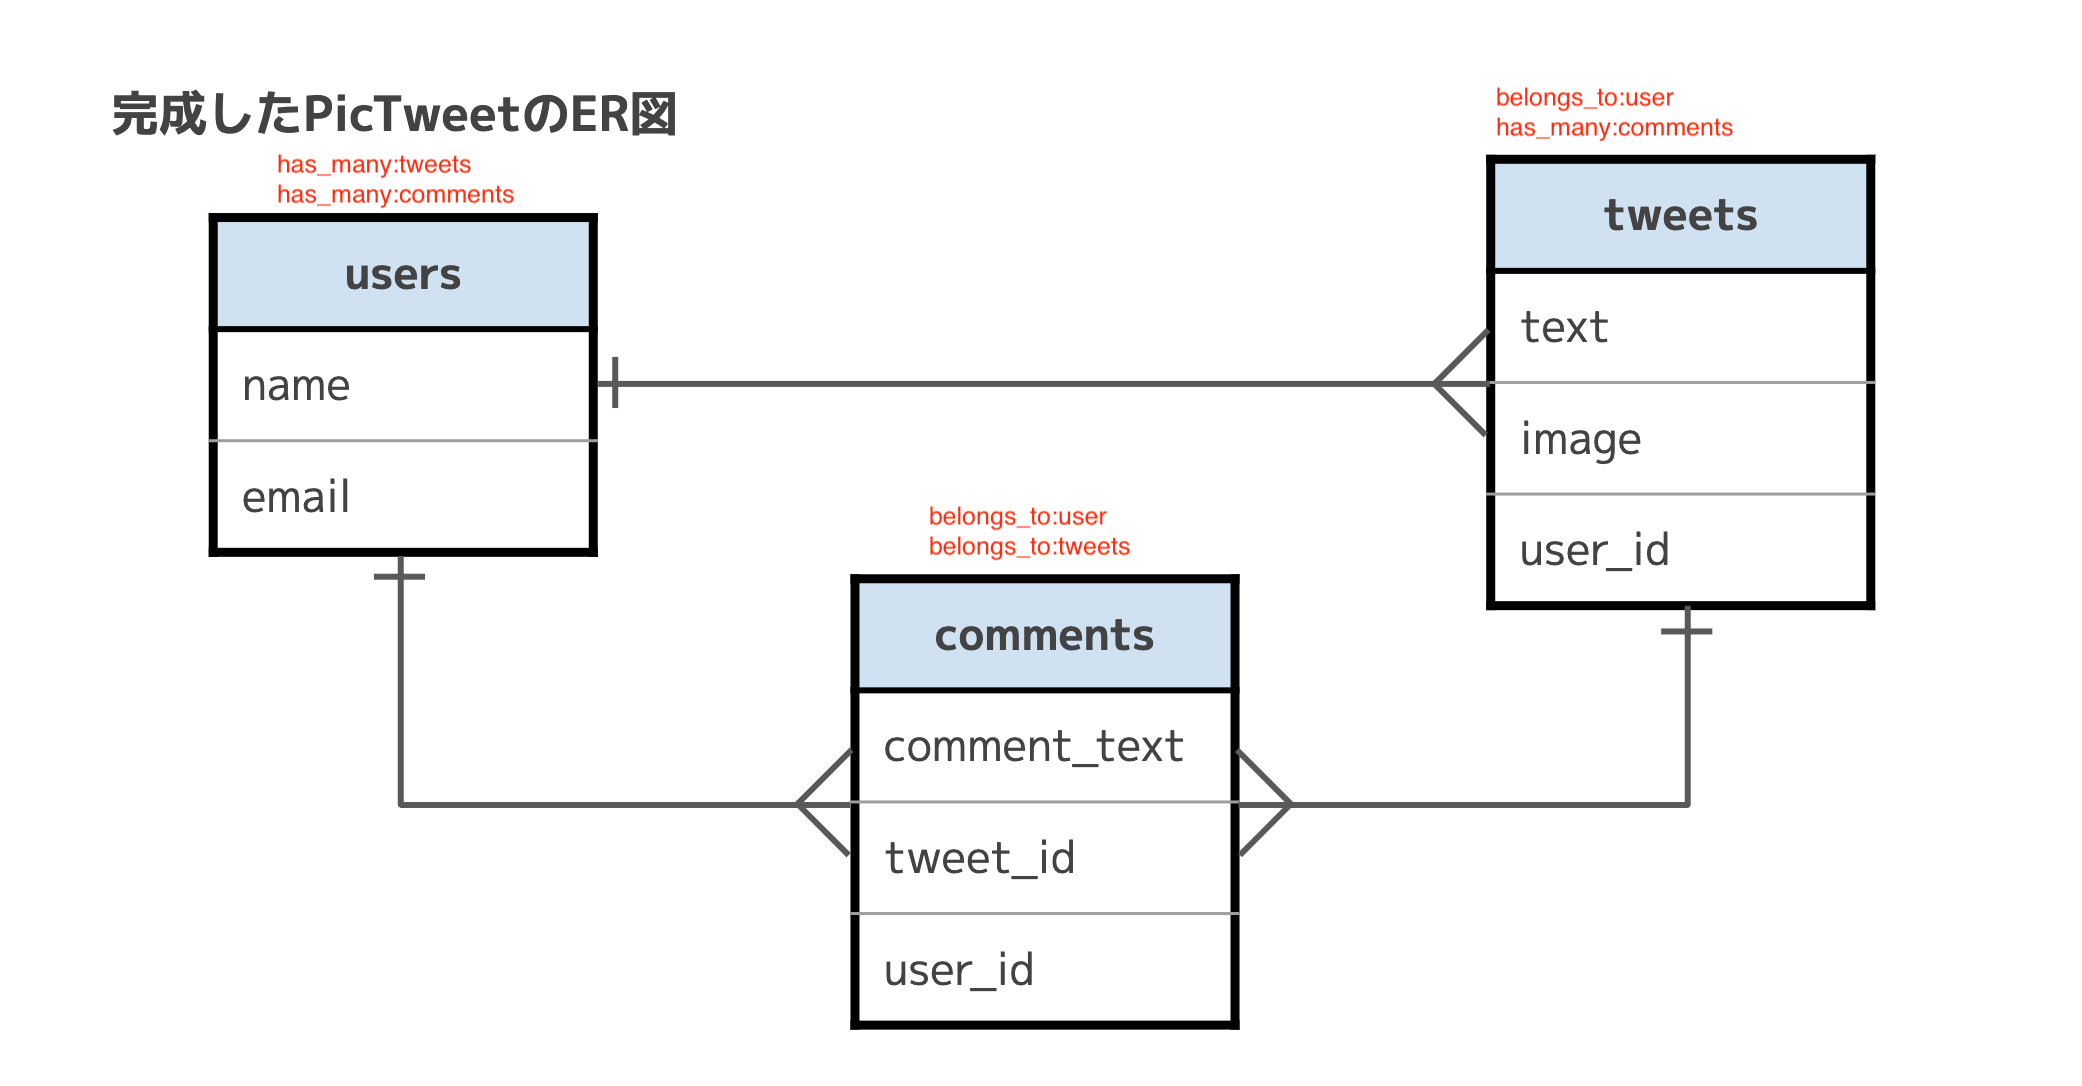 完成したPicTweetのER図
has_many:tweets
has_many:comments
users
name
email
belongs_to:user
has_many:comments
tweets
text
image
user_id
belongs_to:user
belongs_to:tweets
comments
comment_text
tweet_id
user_id